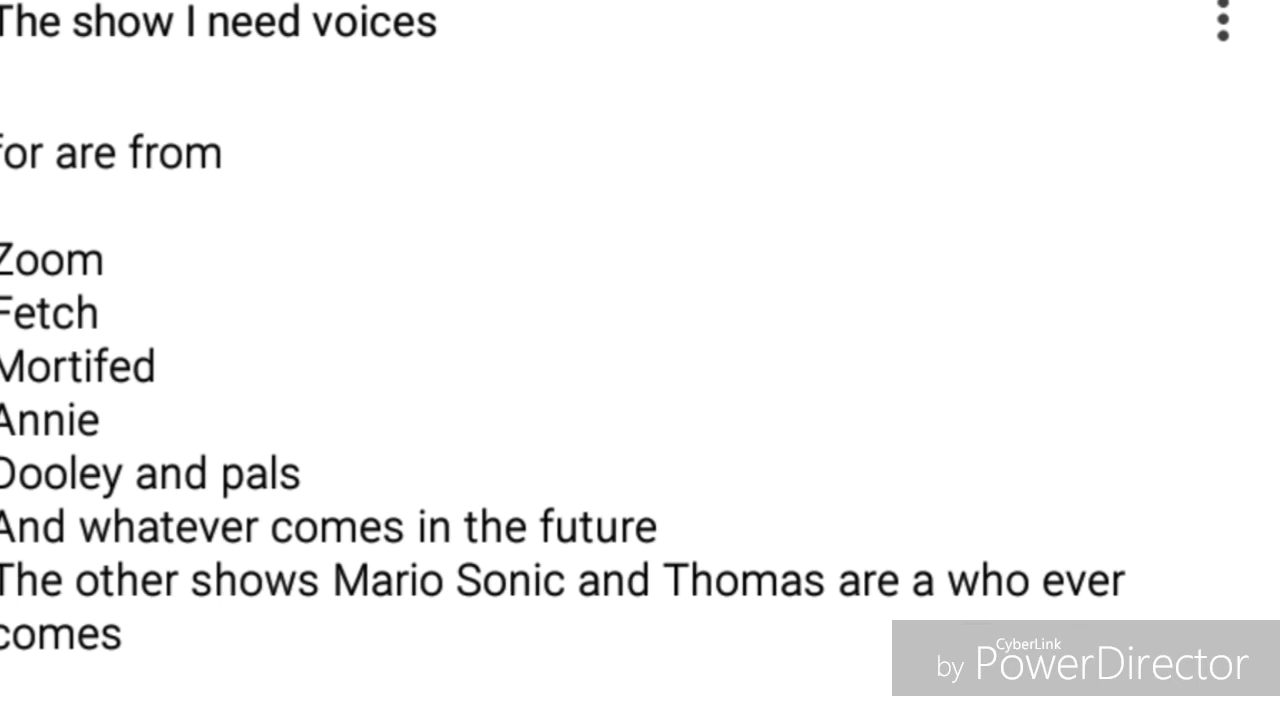 The show I need voices
for are from
Zoom
Fetch
Mortifed
Annie
Dooley and pals
And whatever comes in the future
The other shows Mario Sonic and Thomas are a who ever
comes
CyberLink
by PowerDirector